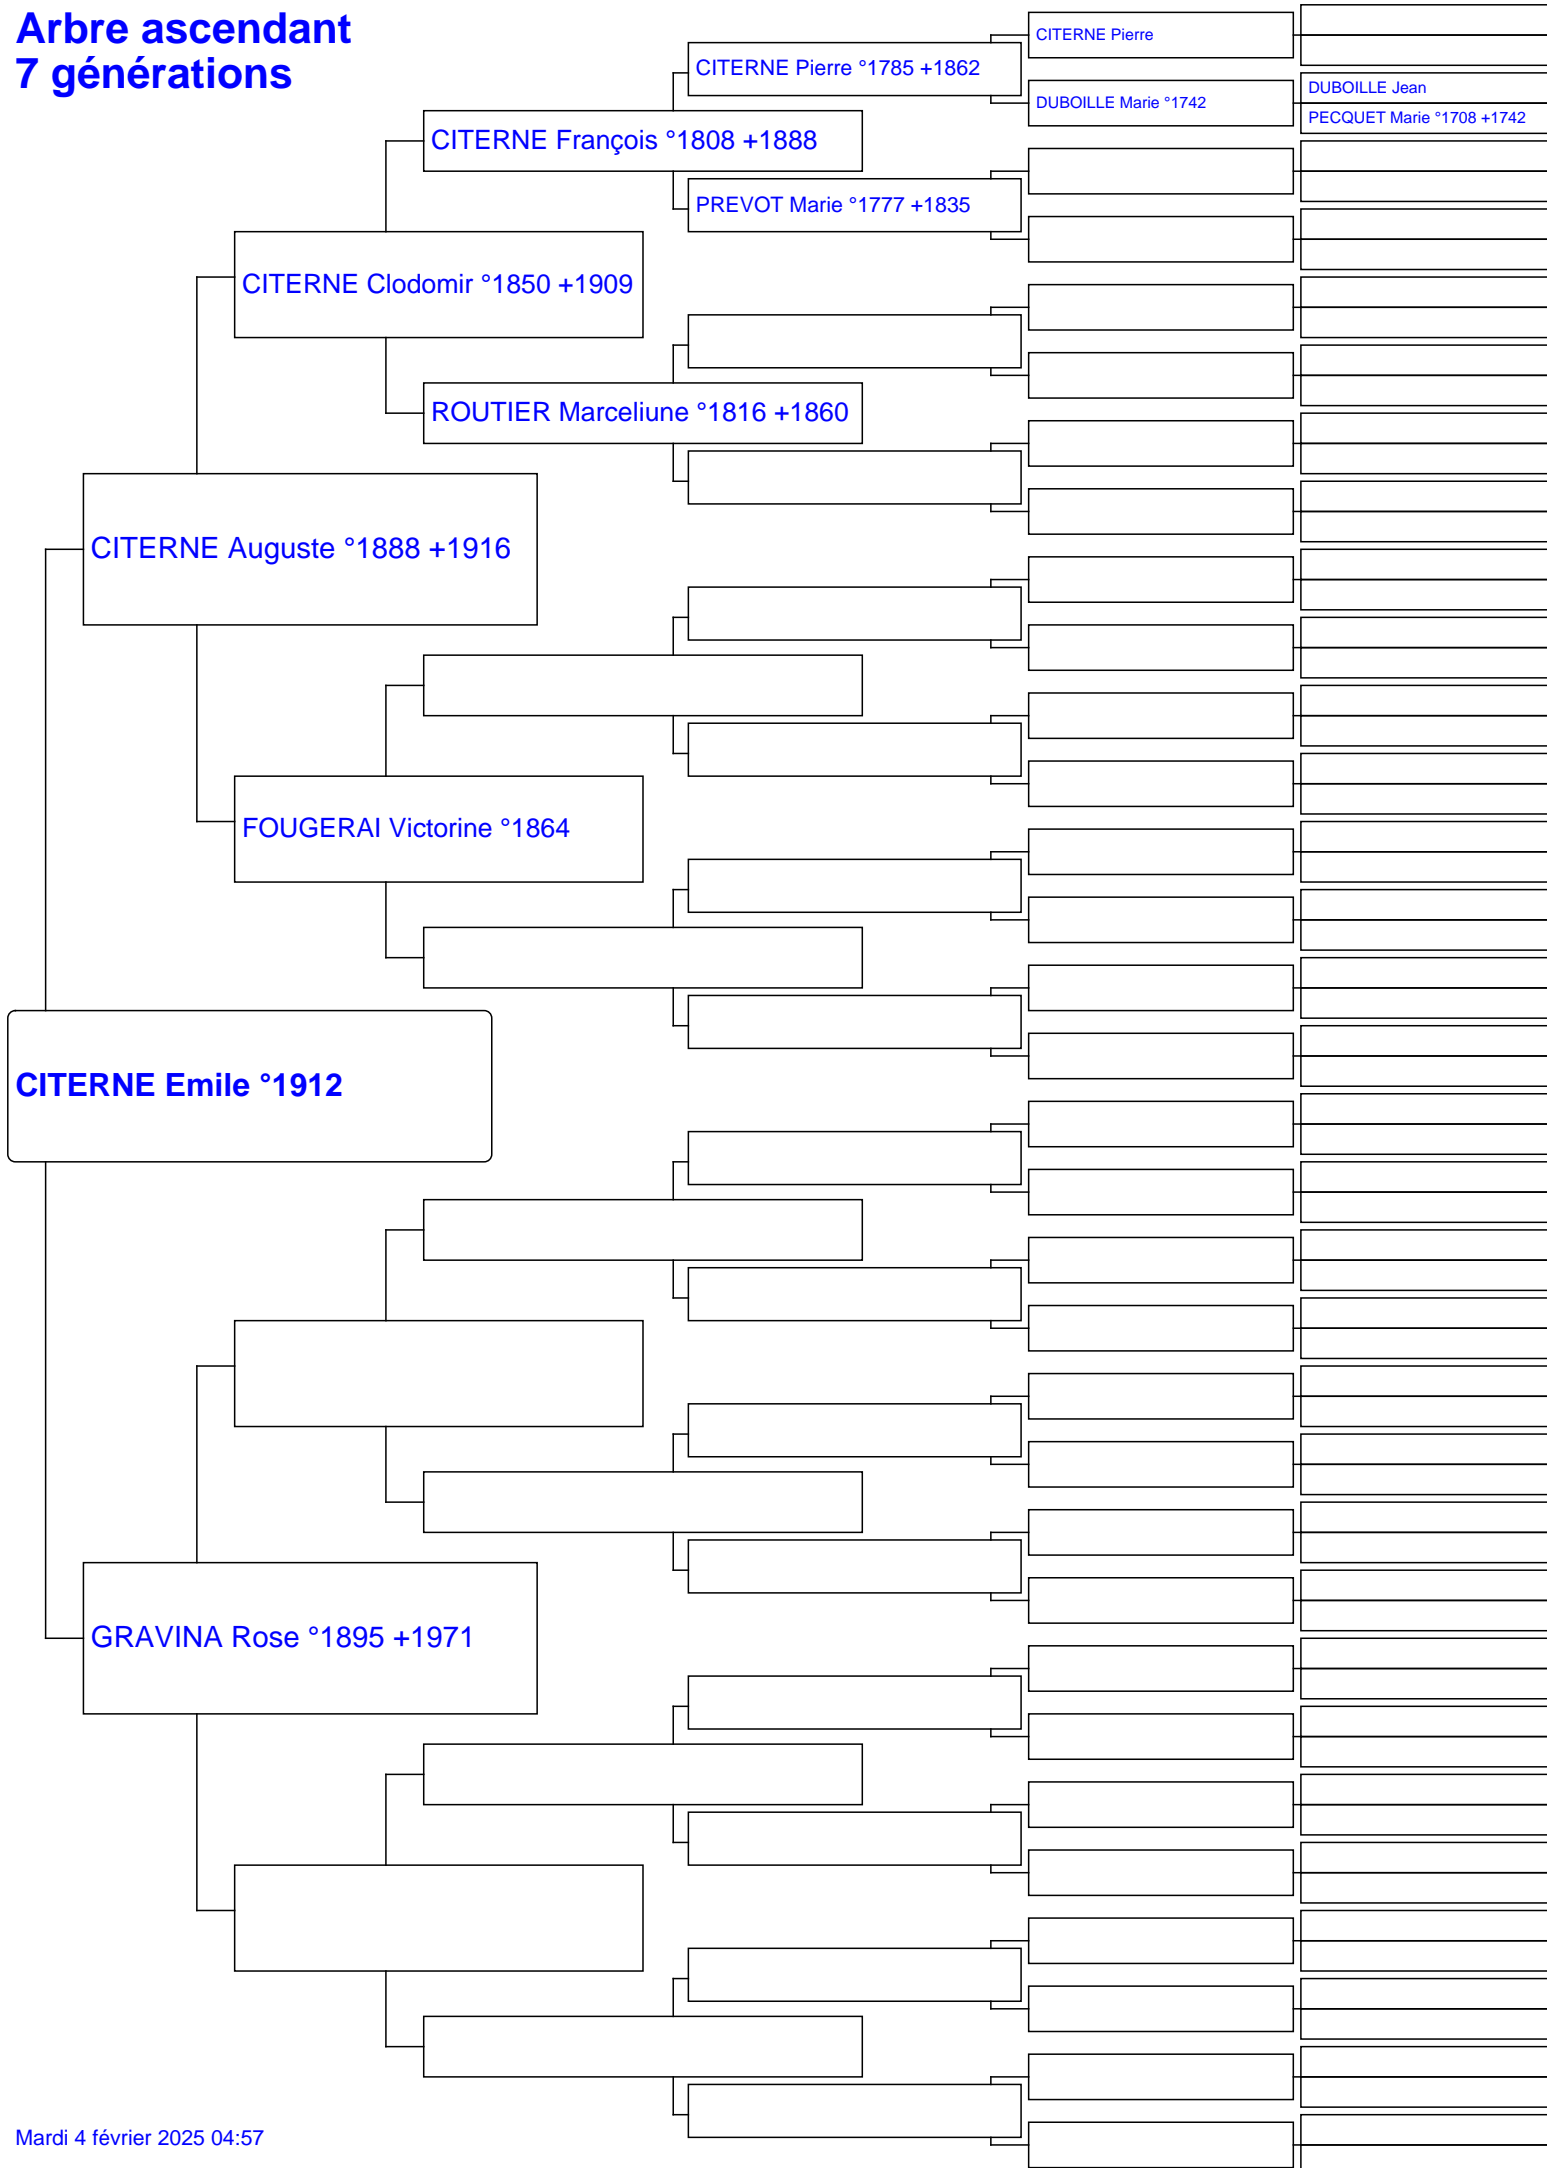 Arbre ascendant
7 générations
CITERNE Pierre
CITERNE Pierre °1785 +1862
DUBOILLE Jean
DUBOILLE Marie °1742
PECQUET Marie °1708 +1742
CITERNE François °1808 +1888
PREVOT Marie °1777 +1835
CITERNE Clodomir °1850 +1909
ROUTIER Marceliune °1816 +1860
CITERNE Auguste °1888 +1916
FOUGERAI Victorine °1864
CITERNE Emile °1912
GRAVINA Rose °1895 +1971
Mardi 4 février 2025 04:57